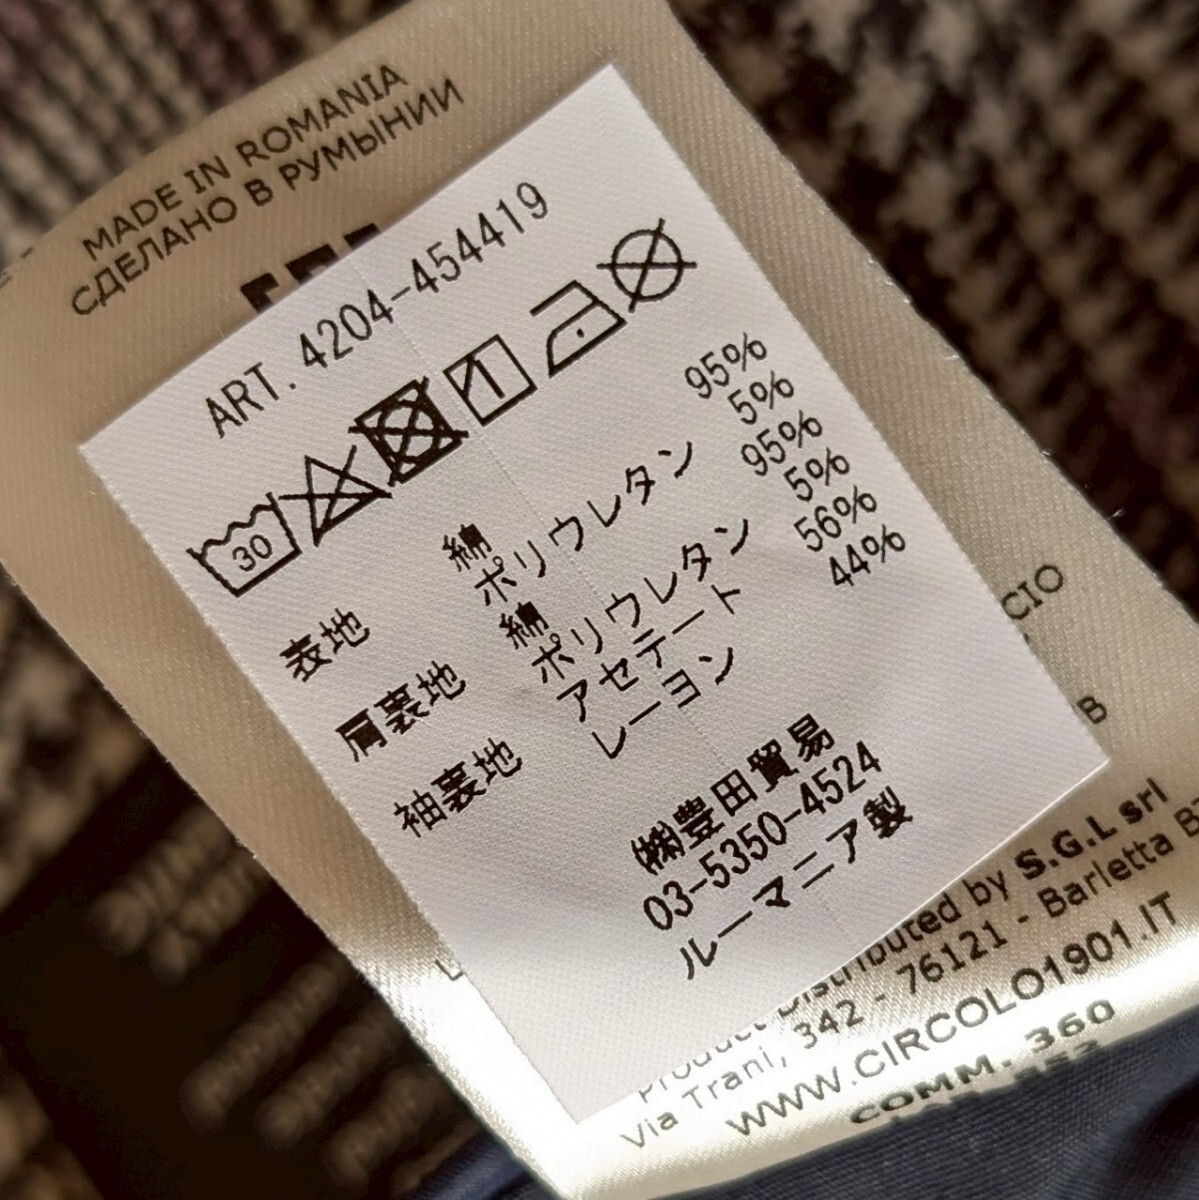 MADE IN ROMANIA
СДЕЛАНО В РУМЫНИИ
ART. 4204-454419
30
表地 綿 95%
ポリウレタン 5%
肩裏地 綿 95%
ポリウレタン 5%
袖裏地 アセテート 56%
レーヨン 44%
㈱豊田貿易
03-5350-4524
ルーマニア製
CIO
B
Product Distributed by S.G.L srl
Via Trani, 342 - 76121 - Barletta B
WWW.CIRCOLO1901.IT
COMM. 360